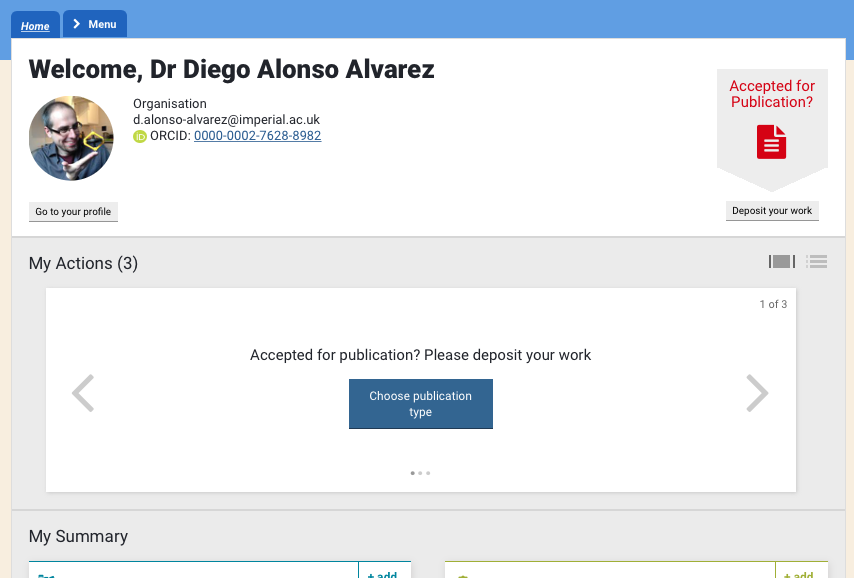 Home
Menu
Welcome, Dr Diego Alonso Alvarez
Organisation
d.alonso-alvarez@imperial.ac.uk
iD ORCID: 0000-0002-7628-8982
Go to your profile
Accepted for
Publication?
Deposit your work
My Actions (3)
1 of 3
Accepted for publication? Please deposit your work
Choose publication
type
My Summary
+ add
+ add